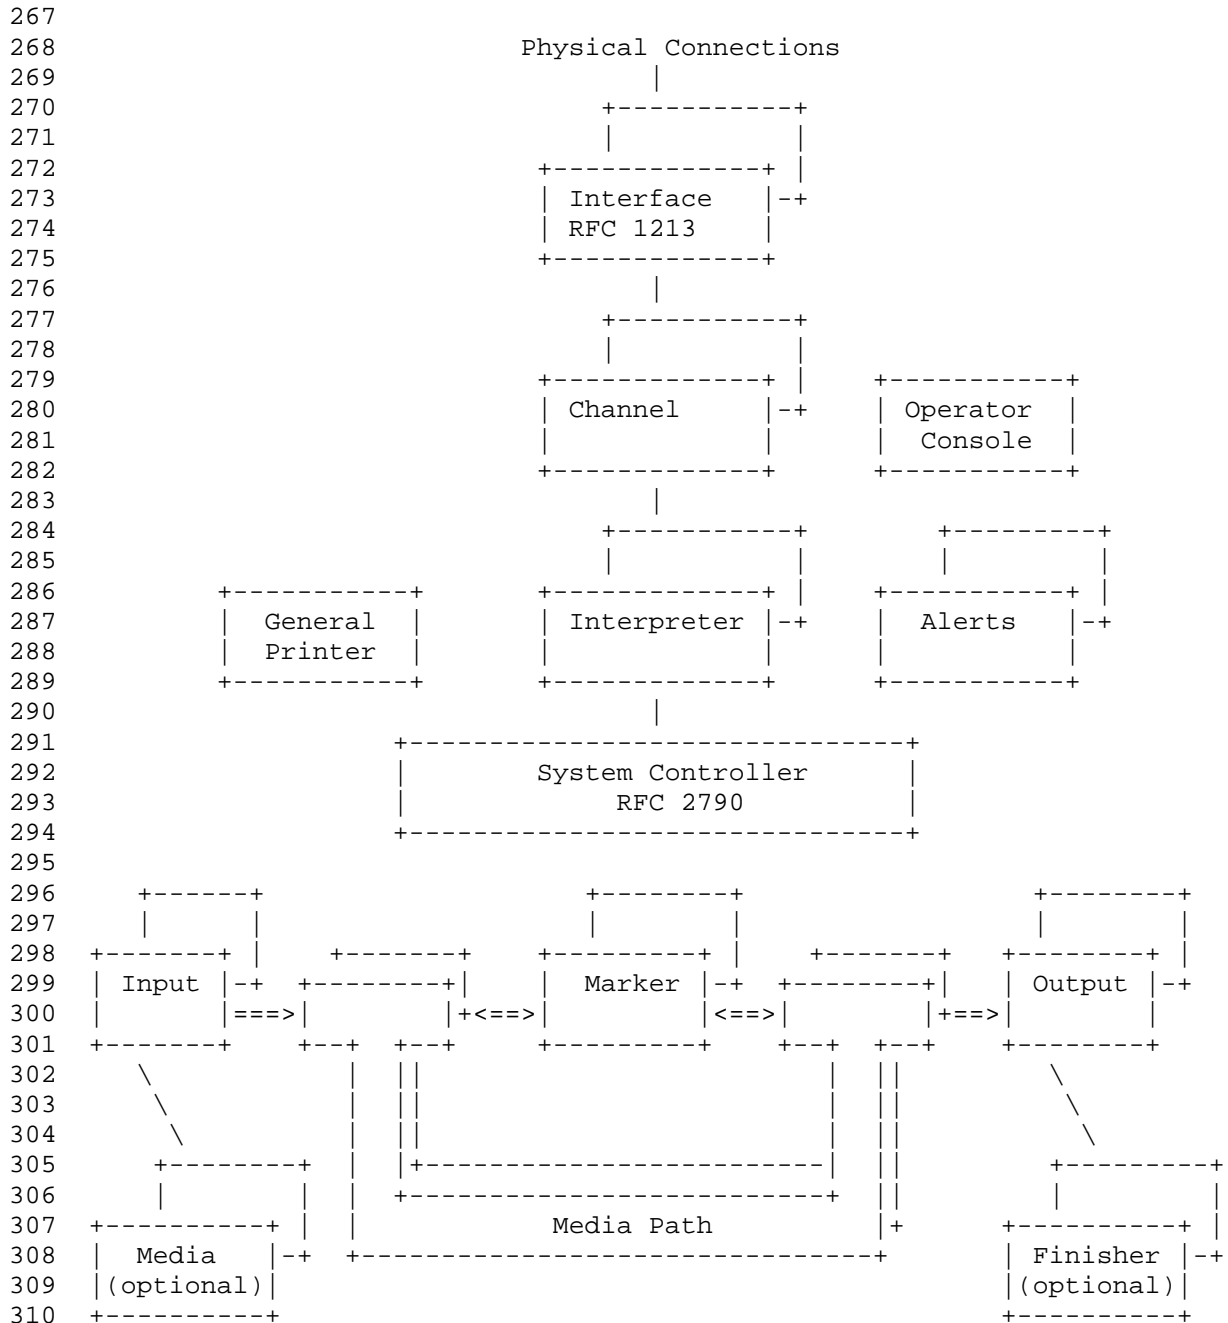 267
268                             Physical Connections
269                                     |
270                                  +-----------+
271                                  |           |
272                              +-------------+ |
273                              | Interface   |-+
274                              | RFC 1213    |
275                              +-------------+
276                                     |
277                                  +-----------+
278                                  |           |
279                              +-------------+ |    +-----------+
280                              | Channel     |-+    | Operator  |
281                              |             |      |  Console  |
282                              +-------------+      +-----------+
283                                     |
284                                  +-----------+        +---------+
285                                  |           |        |         |
286          +-----------+       +-------------+ |    +-----------+ |
287          |  General  |       | Interpreter |-+    |  Alerts   |-+
288          |  Printer  |       |             |      |           |
289          +-----------+       +-------------+      +-----------+
290                                     |
291                     +-------------------------------+
292                     |        System Controller      |
293                     |             RFC 2790          |
294                     +-------------------------------+
295
296     +------+                    +--------+                  +--------+
297     |      |                    |        |                  |        |
298  +-------+ |    +-------+    +---------+ |    +-------+   +--------+ |
299  | Input |-+  +--------+|    |  Marker |-+  +--------+|   | Output |-+
300  |       |===>|        |+<==>|         |<==>|        |+==>|        |
301  +-------+    +--+  +--+     +---------+    +--+  +--+    +--------+
302     \            |  ||                         |  ||         \
303      \           |  ||                         |  ||          \
304       \          |  ||                         |  ||           \
305      +--------+  |  |+-------------------------|  ||         +---------+
306      |        |  |  +--------------------------+  ||         |         |
307  +----------+ |  |            Media Path          |+      +----------+ |
308  |  Media   |-+  +--------------------------------+       | Finisher |-+
309  |(optional)|                                             |(optional)|
310  +----------+                                             +----------+